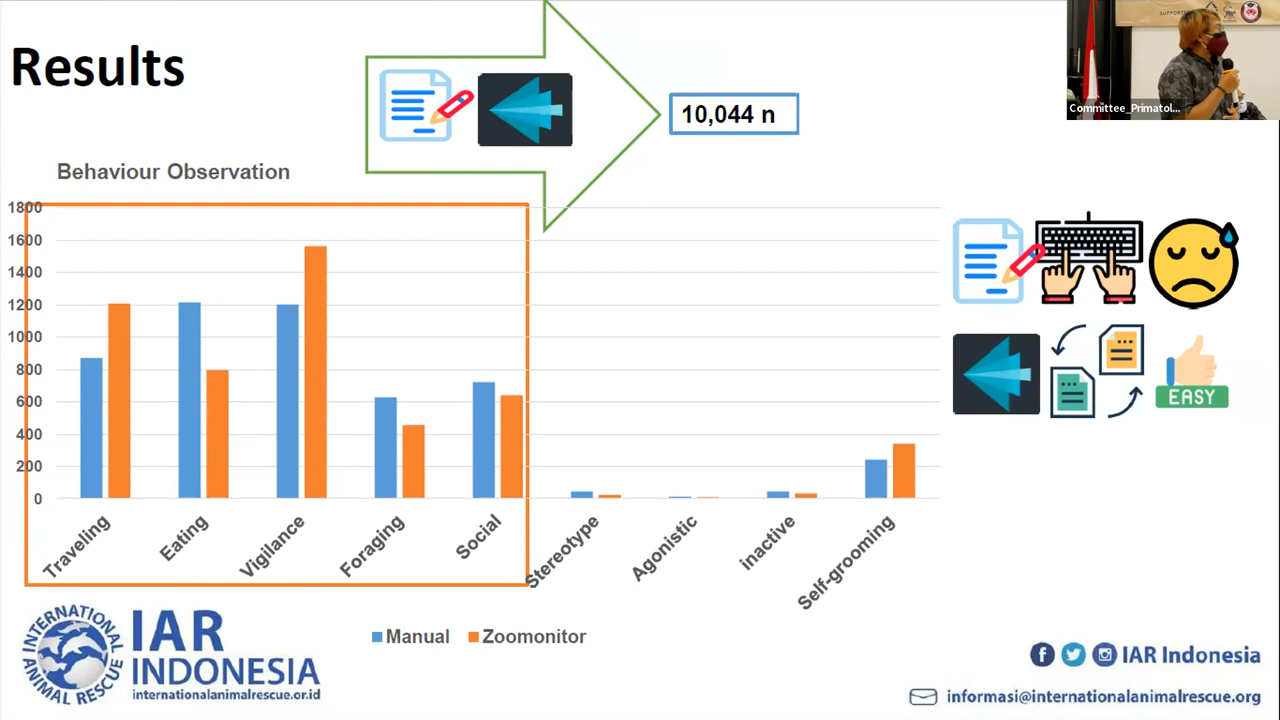 Results
10,044 n
SUPPORT
Committee_Primatol...
Behaviour Observation
1800
1600
1400
1200
1000
800
600
400
200
0
Traveling
Eating
Vigilance
Foraging
Social
Stereotype
Agonistic
inactive
Self-grooming
Manual
Zoomonitor
EASY
INTERNATIONAL
ANIMAL RESCUE
IAR
INDONESIA
internationalanimalrescue.or.id
IAR Indonesia
informasi@internationalanimalrescue.org